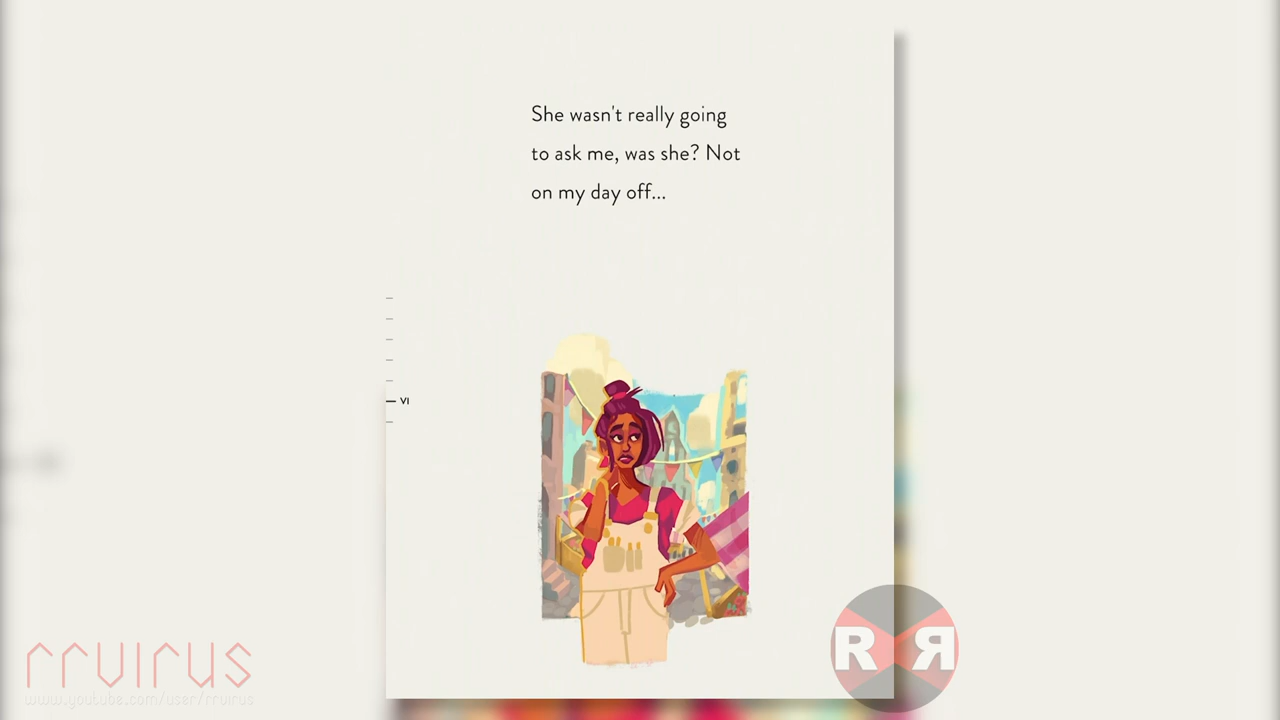 She wasn't really going
to ask me, was she? Not
on my day off...
VI
rrvirus
www.youtube.com/user/rrvirus
R R